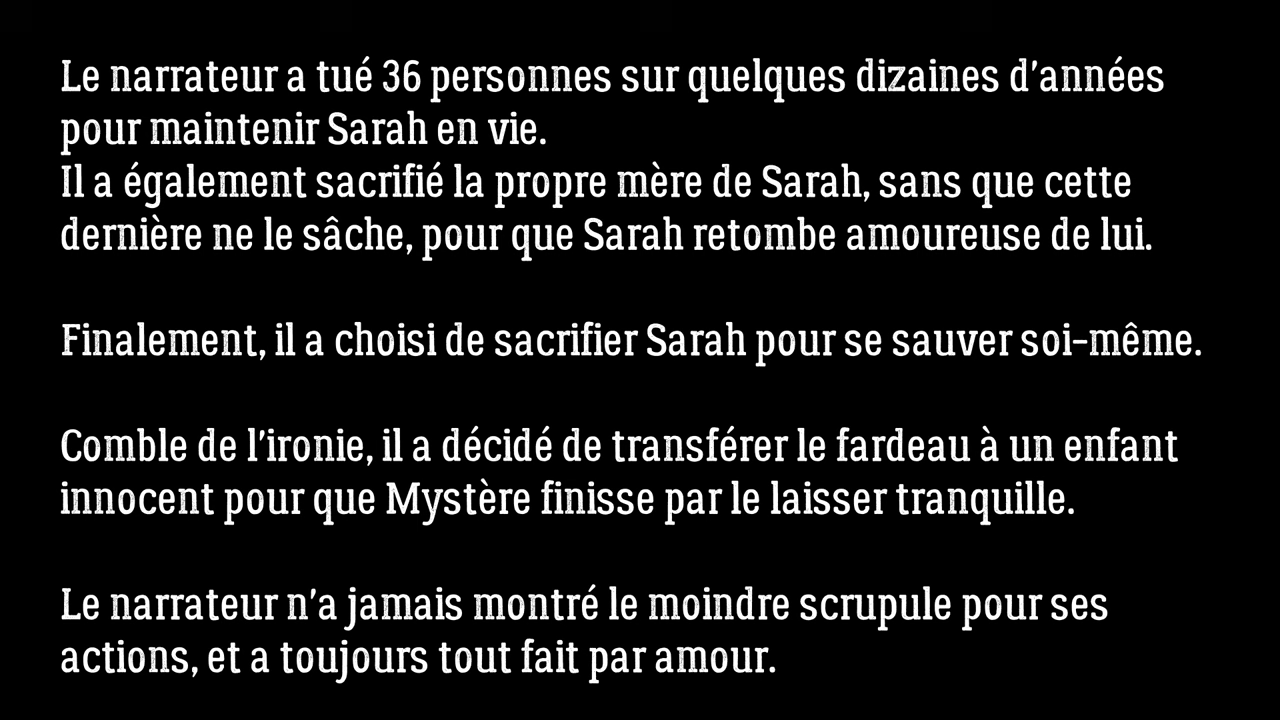 Le narrateur a tué 36 personnes sur quelques dizaines d'années
pour maintenir Sarah en vie.
Il a également sacrifié la propre mère de Sarah, sans que cette
dernière ne le sâche, pour que Sarah retombe amoureuse de lui.
Finalement, il a choisi de sacrifier Sarah pour se sauver soi-même.
Comble de l'ironie, il a décidé de transférer le fardeau à un enfant
innocent pour que Mystère finisse par le laisser tranquille.
Le narrateur n'a jamais montré le moindre scrupule pour ses
actions, et a toujours tout fait par amour.